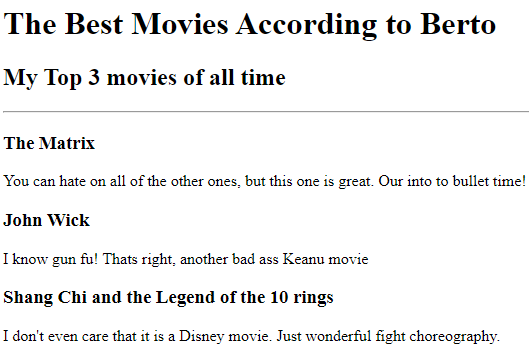 The Best Movies According to Berto
My Top 3 movies of all time
The Matrix
You can hate on all of the other ones, but this one is great. Our into to bullet time!
John Wick
I know gun fu! Thats right, another bad ass Keanu movie
Shang Chi and the Legend of the 10 rings
I don't even care that it is a Disney movie. Just wonderful fight choreography.